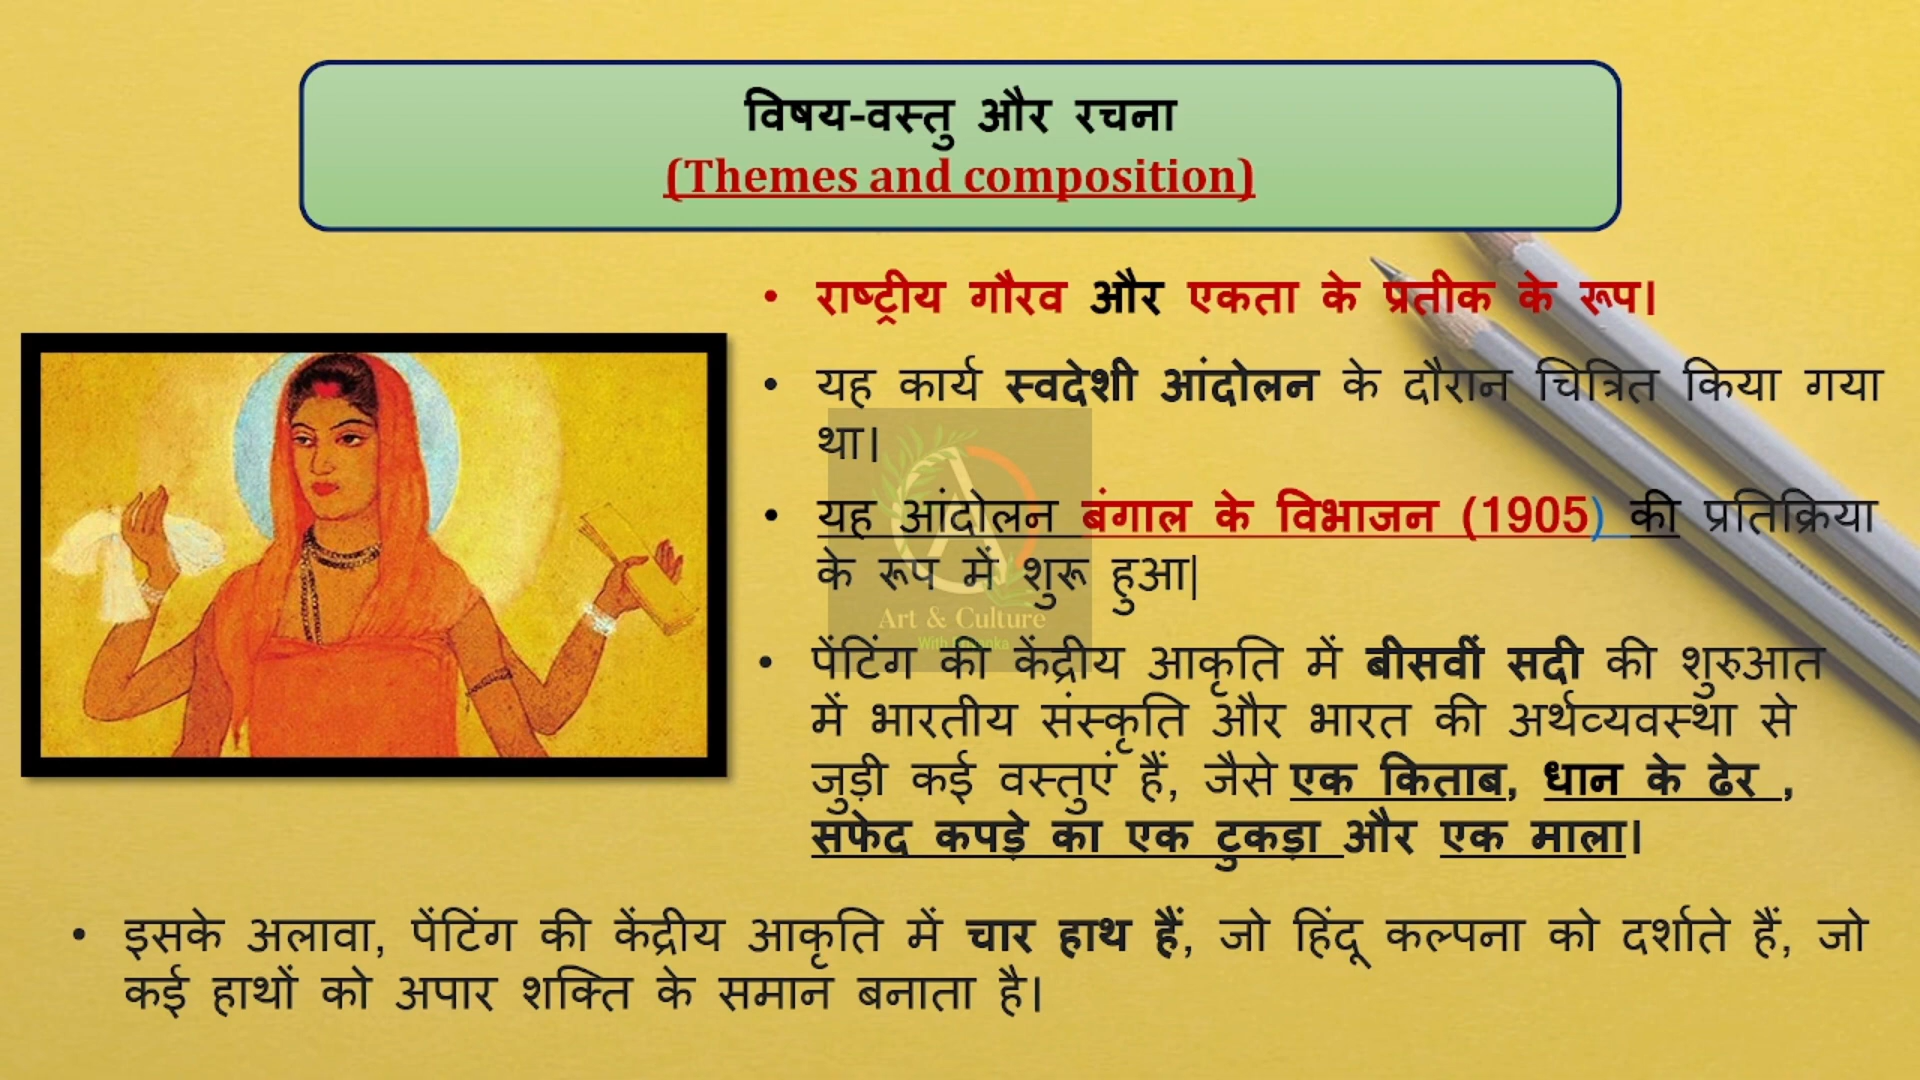 विषय-वस्तु और रचना
(Themes and composition)
• राष्ट्रीय गौरव और एकता के प्रतीक के रूप।
• यह कार्य स्वदेशी आंदोलन के दौरान चित्रित किया गया
था।
• यह आंदोलन बंगाल के विभाजन (1905) की प्रतिक्रिया
के रूप में शुरू हुआ|
Art & Culture
With Priyanka
• पेंटिंग की केंद्रीय आकृति में बीसवीं सदी की शुरुआत
में भारतीय संस्कृति और भारत की अर्थव्यवस्था से
जुड़ी कई वस्तुएं हैं, जैसे एक किताब, धान के ढेर ,
सफेद कपड़े का एक टुकड़ा और एक माला।
• इसके अलावा, पेंटिंग की केंद्रीय आकृति में चार हाथ हैं, जो हिंदू कल्पना को दर्शाते हैं, जो
कई हाथों को अपार शक्ति के समान बनाता है।